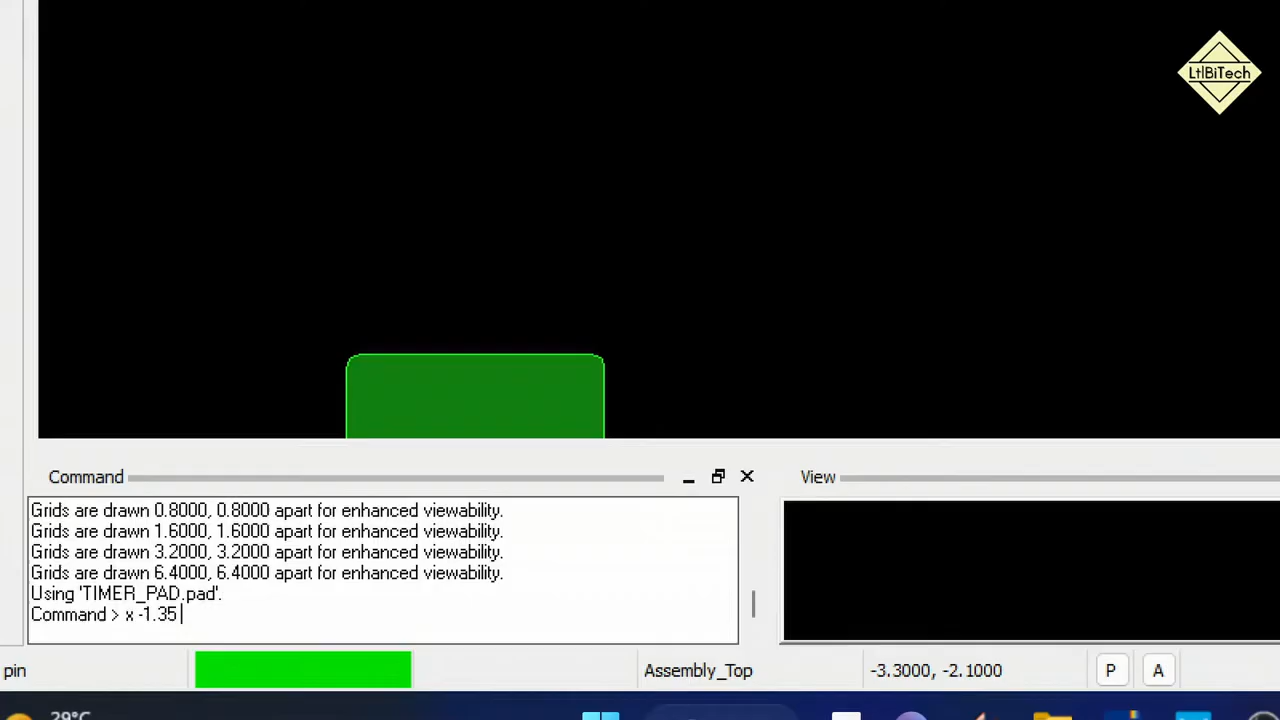 LtlBiTech
Command
View
Grids are drawn 0.8000, 0.8000 apart for enhanced viewability.
Grids are drawn 1.6000, 1.6000 apart for enhanced viewability.
Grids are drawn 3.2000, 3.2000 apart for enhanced viewability.
Grids are drawn 6.4000, 6.4000 apart for enhanced viewability.
Using 'TIMER_PAD.pad'.
Command > x -1.35
pin
Assembly_Top
-3.3000, -2.1000
P
A
29°C